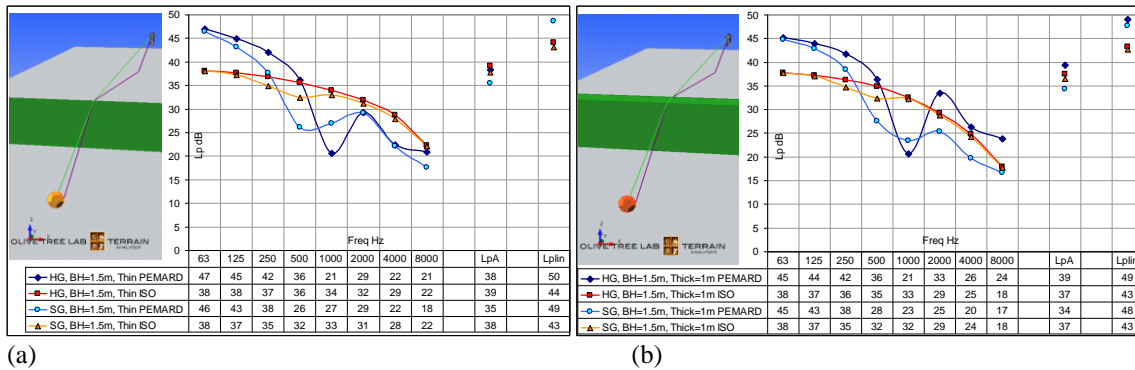 50
45
40
35
30
25
20
15
10
5
0
Lp dB
Freq Hz
OLIVE TREE LAB TERRAIN
63 125 250 500 1000 2000 4000 8000 LpA Lplin
HG, BH=1.5m, Thin PEMARD 47 45 42 36 21 29 22 21 38 50
HG, BH=1.5m, Thin ISO 38 38 37 36 34 32 29 22 39 44
SG, BH=1.5m, Thin PEMARD 46 43 38 26 27 29 22 18 35 49
SG, BH=1.5m, Thin ISO 38 37 35 32 33 31 28 22 38 43
(a)
50
45
40
35
30
25
20
15
10
5
0
Lp dB
Freq Hz
OLIVE TREE LAB TERRAIN
63 125 250 500 1000 2000 4000 8000 LpA Lplin
HG, BH=1.5m, Thick=1m PEMARD 45 44 42 36 21 33 26 24 39 49
HG, BH=1.5m, Thick=1m ISO 38 37 36 35 33 29 25 18 37 43
SG, BH=1.5m, Thick=1m PEMARD 45 43 38 28 23 25 20 17 34 48
SG, BH=1.5m, Thick=1m ISO 38 37 35 32 32 29 24 18 37 43
(b)